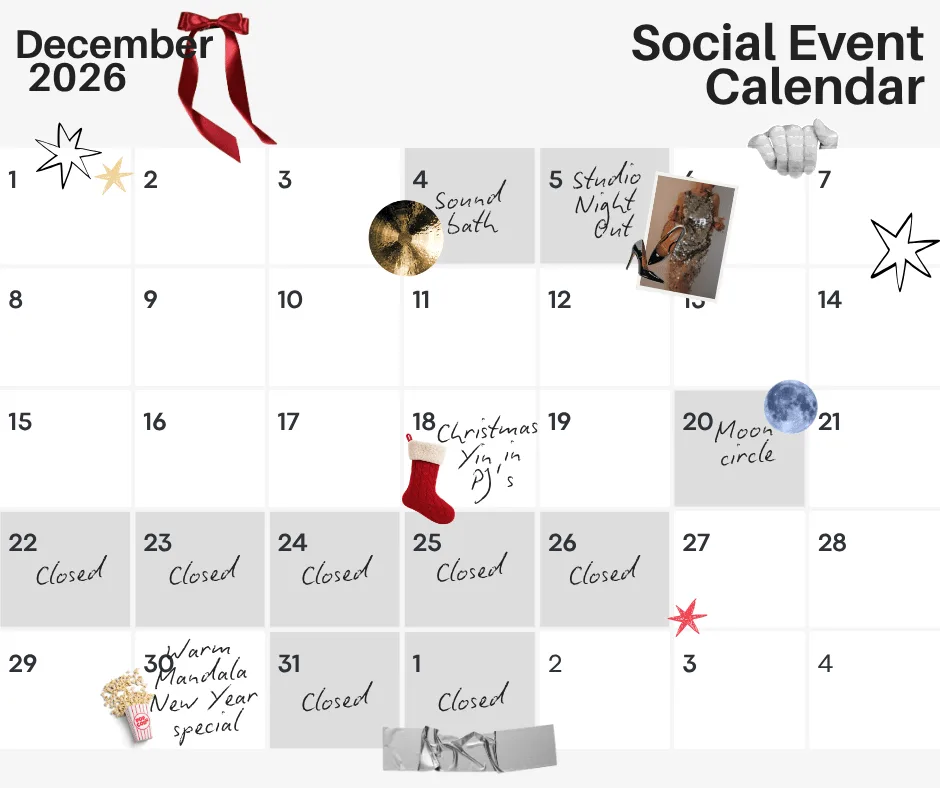 December
2026
Social Event
Calendar
1
2
3
4
Sound
bath
5 Studio
Night
Out
6
7
8
9
10
11
12
13
14
15
16
17
18 Christmas
Yin in
PJ's
19
20 Moon
circle
21
22
Closed
23
Closed
24
Closed
25
Closed
26
Closed
27
28
29
30 Warm
Mandala
New Year
special
31
Closed
1
Closed
2
3
4